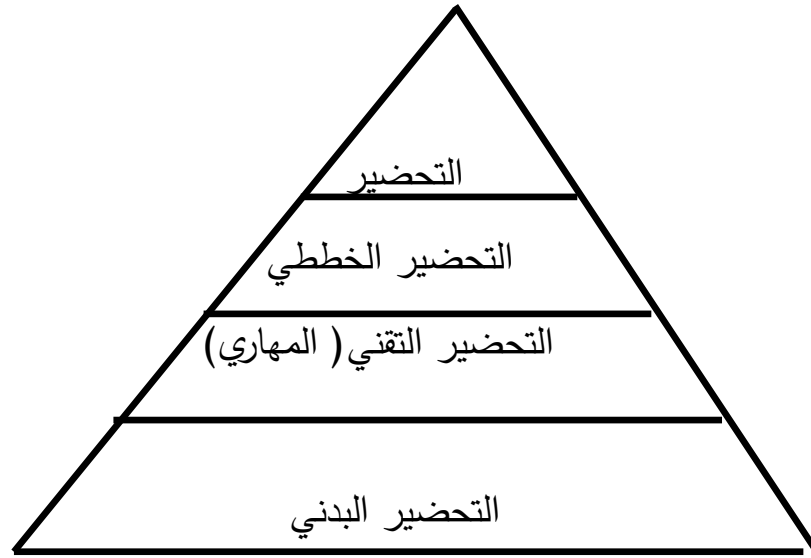 التحضير
التحضير الخططي
التحضير التقني( المهاري)
التحضير البدني